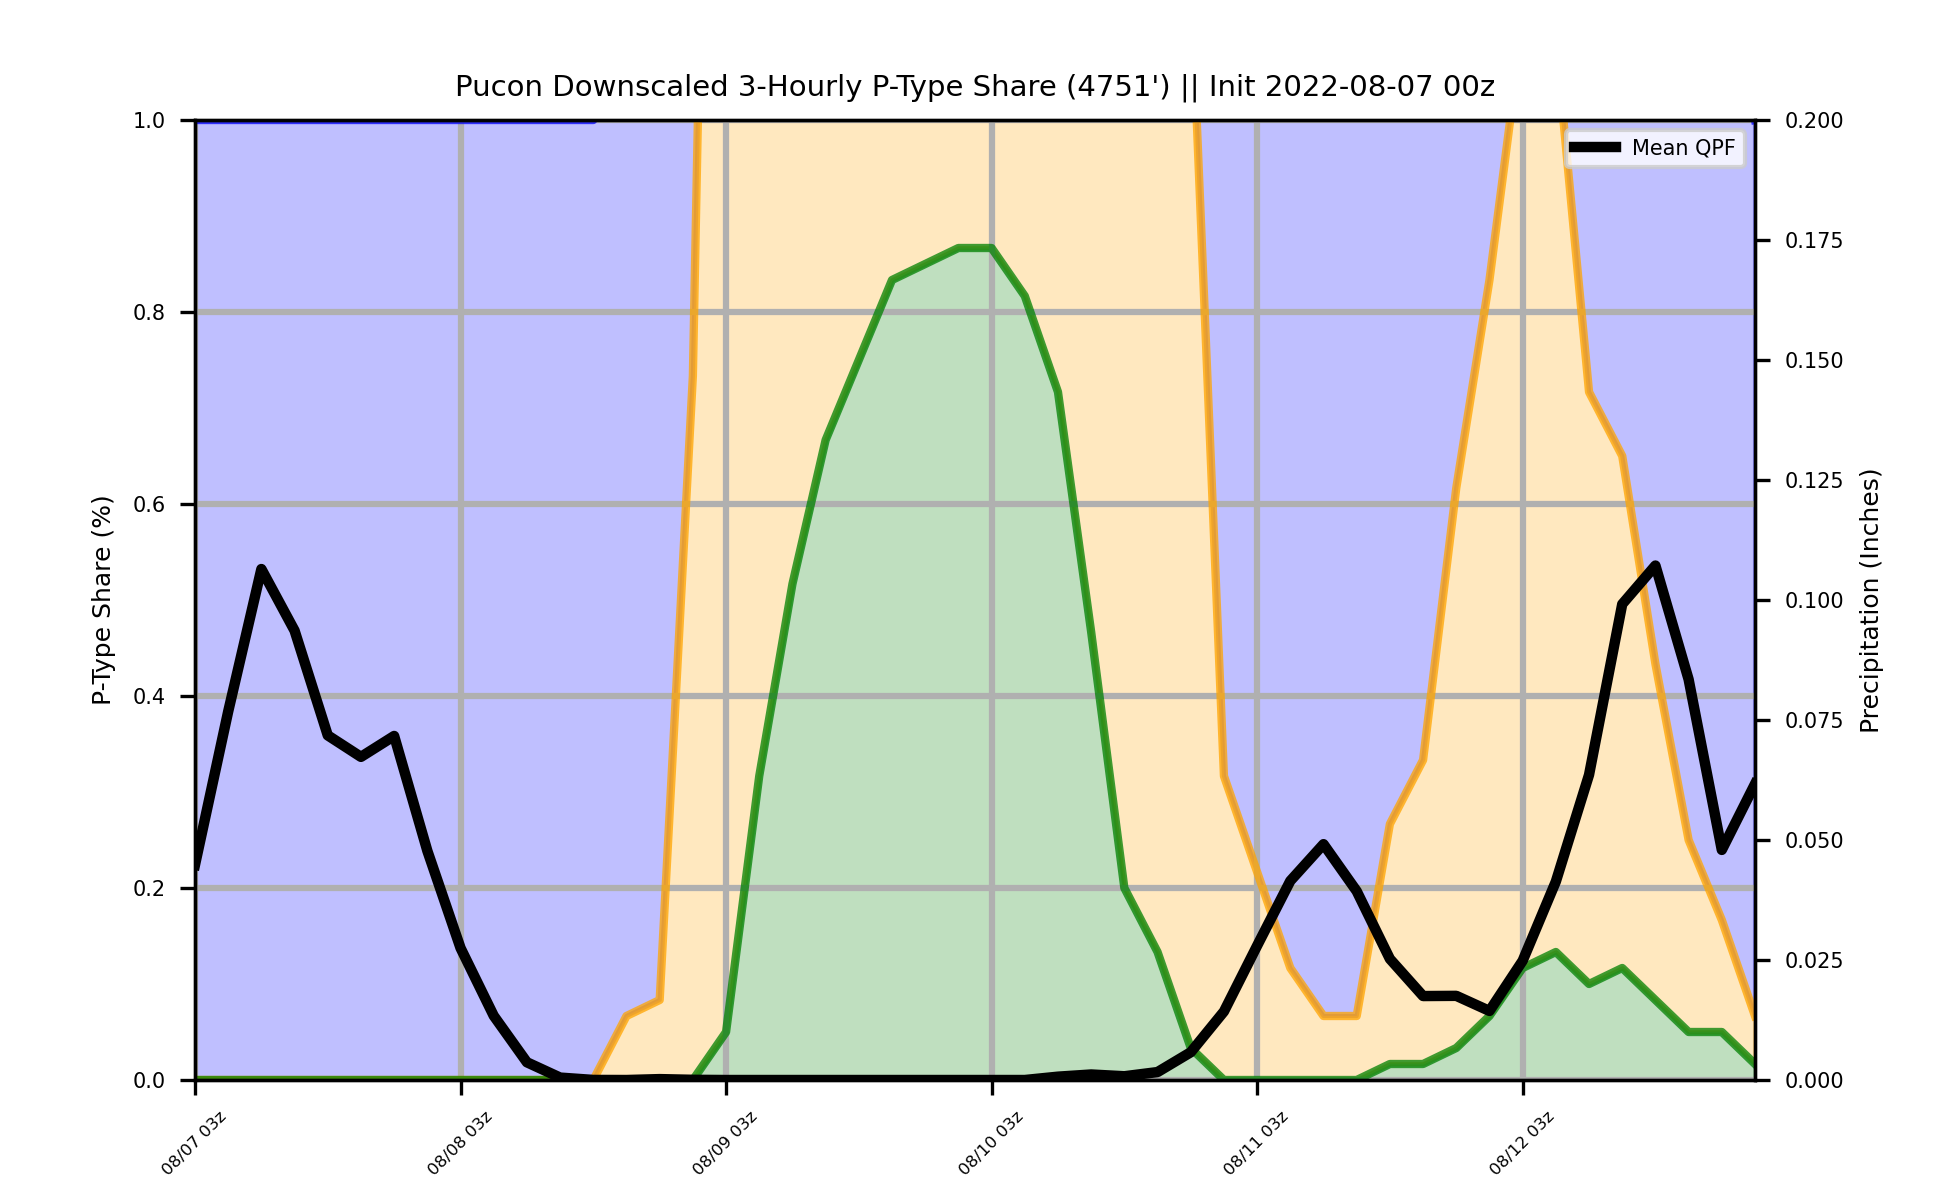 Pucon Downscaled 3-Hourly P-Type Share (4751') || Init 2022-08-07 00z
P-Type Share (%)
1.0
0.8
0.6
0.4
0.2
0.0
Mean QPF
0.200
0.175
0.150
0.125
0.100
0.075
0.050
0.025
0.000
Precipitation (Inches)
08/07 03z
08/08 03z
08/09 03z
08/10 03z
08/11 03z
08/12 03z